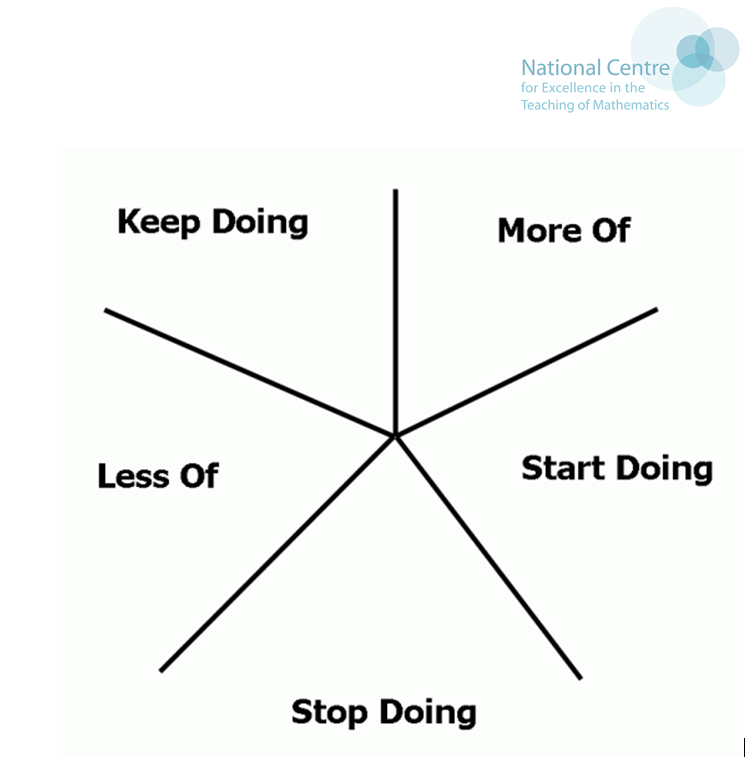 National Centre
for Excellence in the
Teaching of Mathematics
Keep Doing
More Of
Less Of
Start Doing
Stop Doing